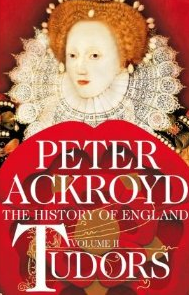 PETER
ACKROYD
THE HISTORY OF ENGLAND
VOLUME II
TUDORS